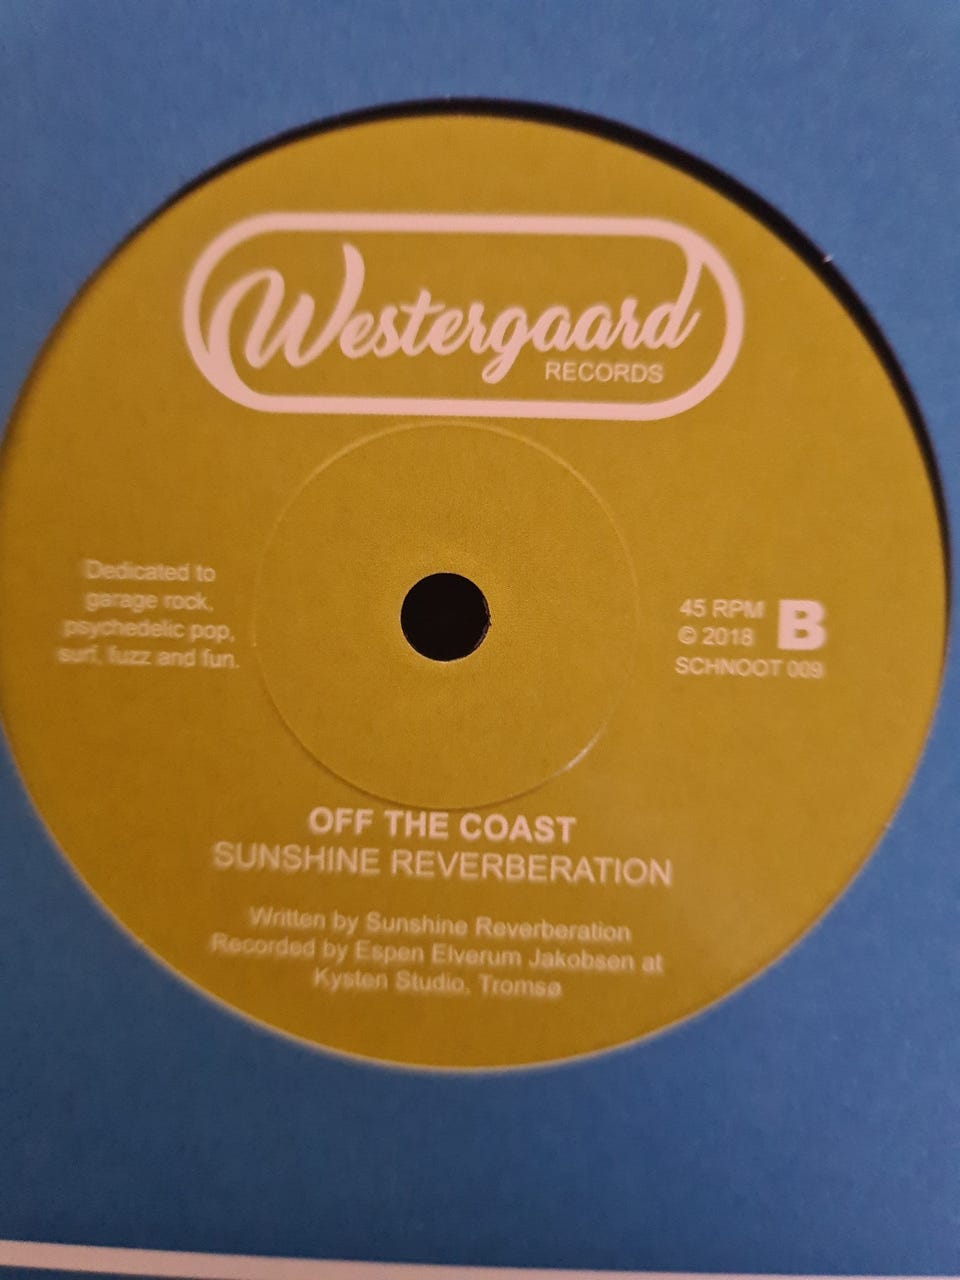 Westergaard
RECORDS
Dedicated to
garage rock,
psychedelic pop,
surf, fuzz and fun.
45 RPM B
© 2018
SCHNOOT 009
OFF THE COAST
SUNSHINE REVERBERATION
Written by Sunshine Reverberation
Recorded by Espen Elverum Jakobsen at
Kysten Studio, Tromsø